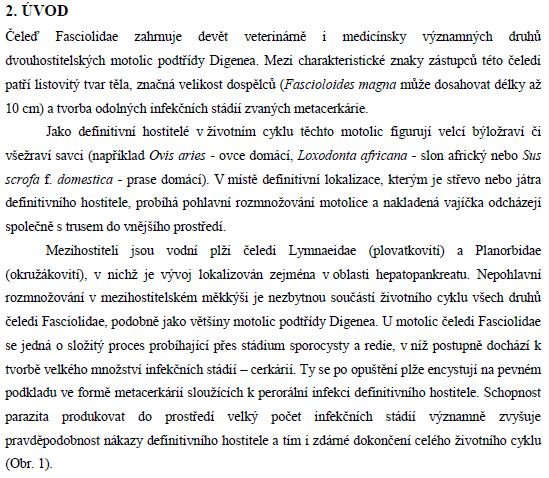 2. ÚVOD
Čeleď Fasciolidae zahrnuje devět veterinárně i medicínsky významných druhů
dvouhostitelských motolic podtřídy Digenea. Mezi charakteristické znaky zástupců této čeledi
patří listovitý tvar těla, značná velikost dospělců (Fascioloides magna může dosahovat délky až
10 cm) a tvorba odolných infekčních stádií zvaných metacerkárie.
Jako definitivní hostitelé v životním cyklu těchto motolic figurují velcí býložraví či
všežraví savci (například Ovis aries - ovce domácí, Loxodonta africana - slon africký nebo Sus
scrofa f. domestica - prase domácí). V místě definitivní lokalizace, kterým je střevo nebo játra
definitivního hostitele, probíhá pohlavní rozmnožování motolice a nakladená vajíčka odcházejí
společně s trusem do vnějšího prostředí.
Mezihostiteli jsou vodní plži čeledi Lymnaeidae (plovatkovití) a Planorbidae
(okružákovití), v nichž je vývoj lokalizován zejména v oblasti hepatopankreatu. Nepohlavní
rozmnožování v mezihostitelském měkkýši je nezbytnou součástí životního cyklu všech druhů
čeledi Fasciolidae, podobně jako většiny motolic podtřídy Digenea. U motolic čeledi Fasciolidae
se jedná o složitý proces probíhající přes stádium sporocysty a redie, v níž postupně dochází k
tvorbě velkého množství infekčních stádií – cerkárií. Ty se po opuštění plže encystují na pevném
podkladu ve formě metacerkárií sloužících k perorální infekci definitivního hostitele. Schopnost
parazita produkovat do prostředí velký počet infekčních stádií významně zvyšuje
pravděpodobnost nákazy definitivního hostitele a tím i zdárné dokončení celého životního cyklu
(Obr. 1).